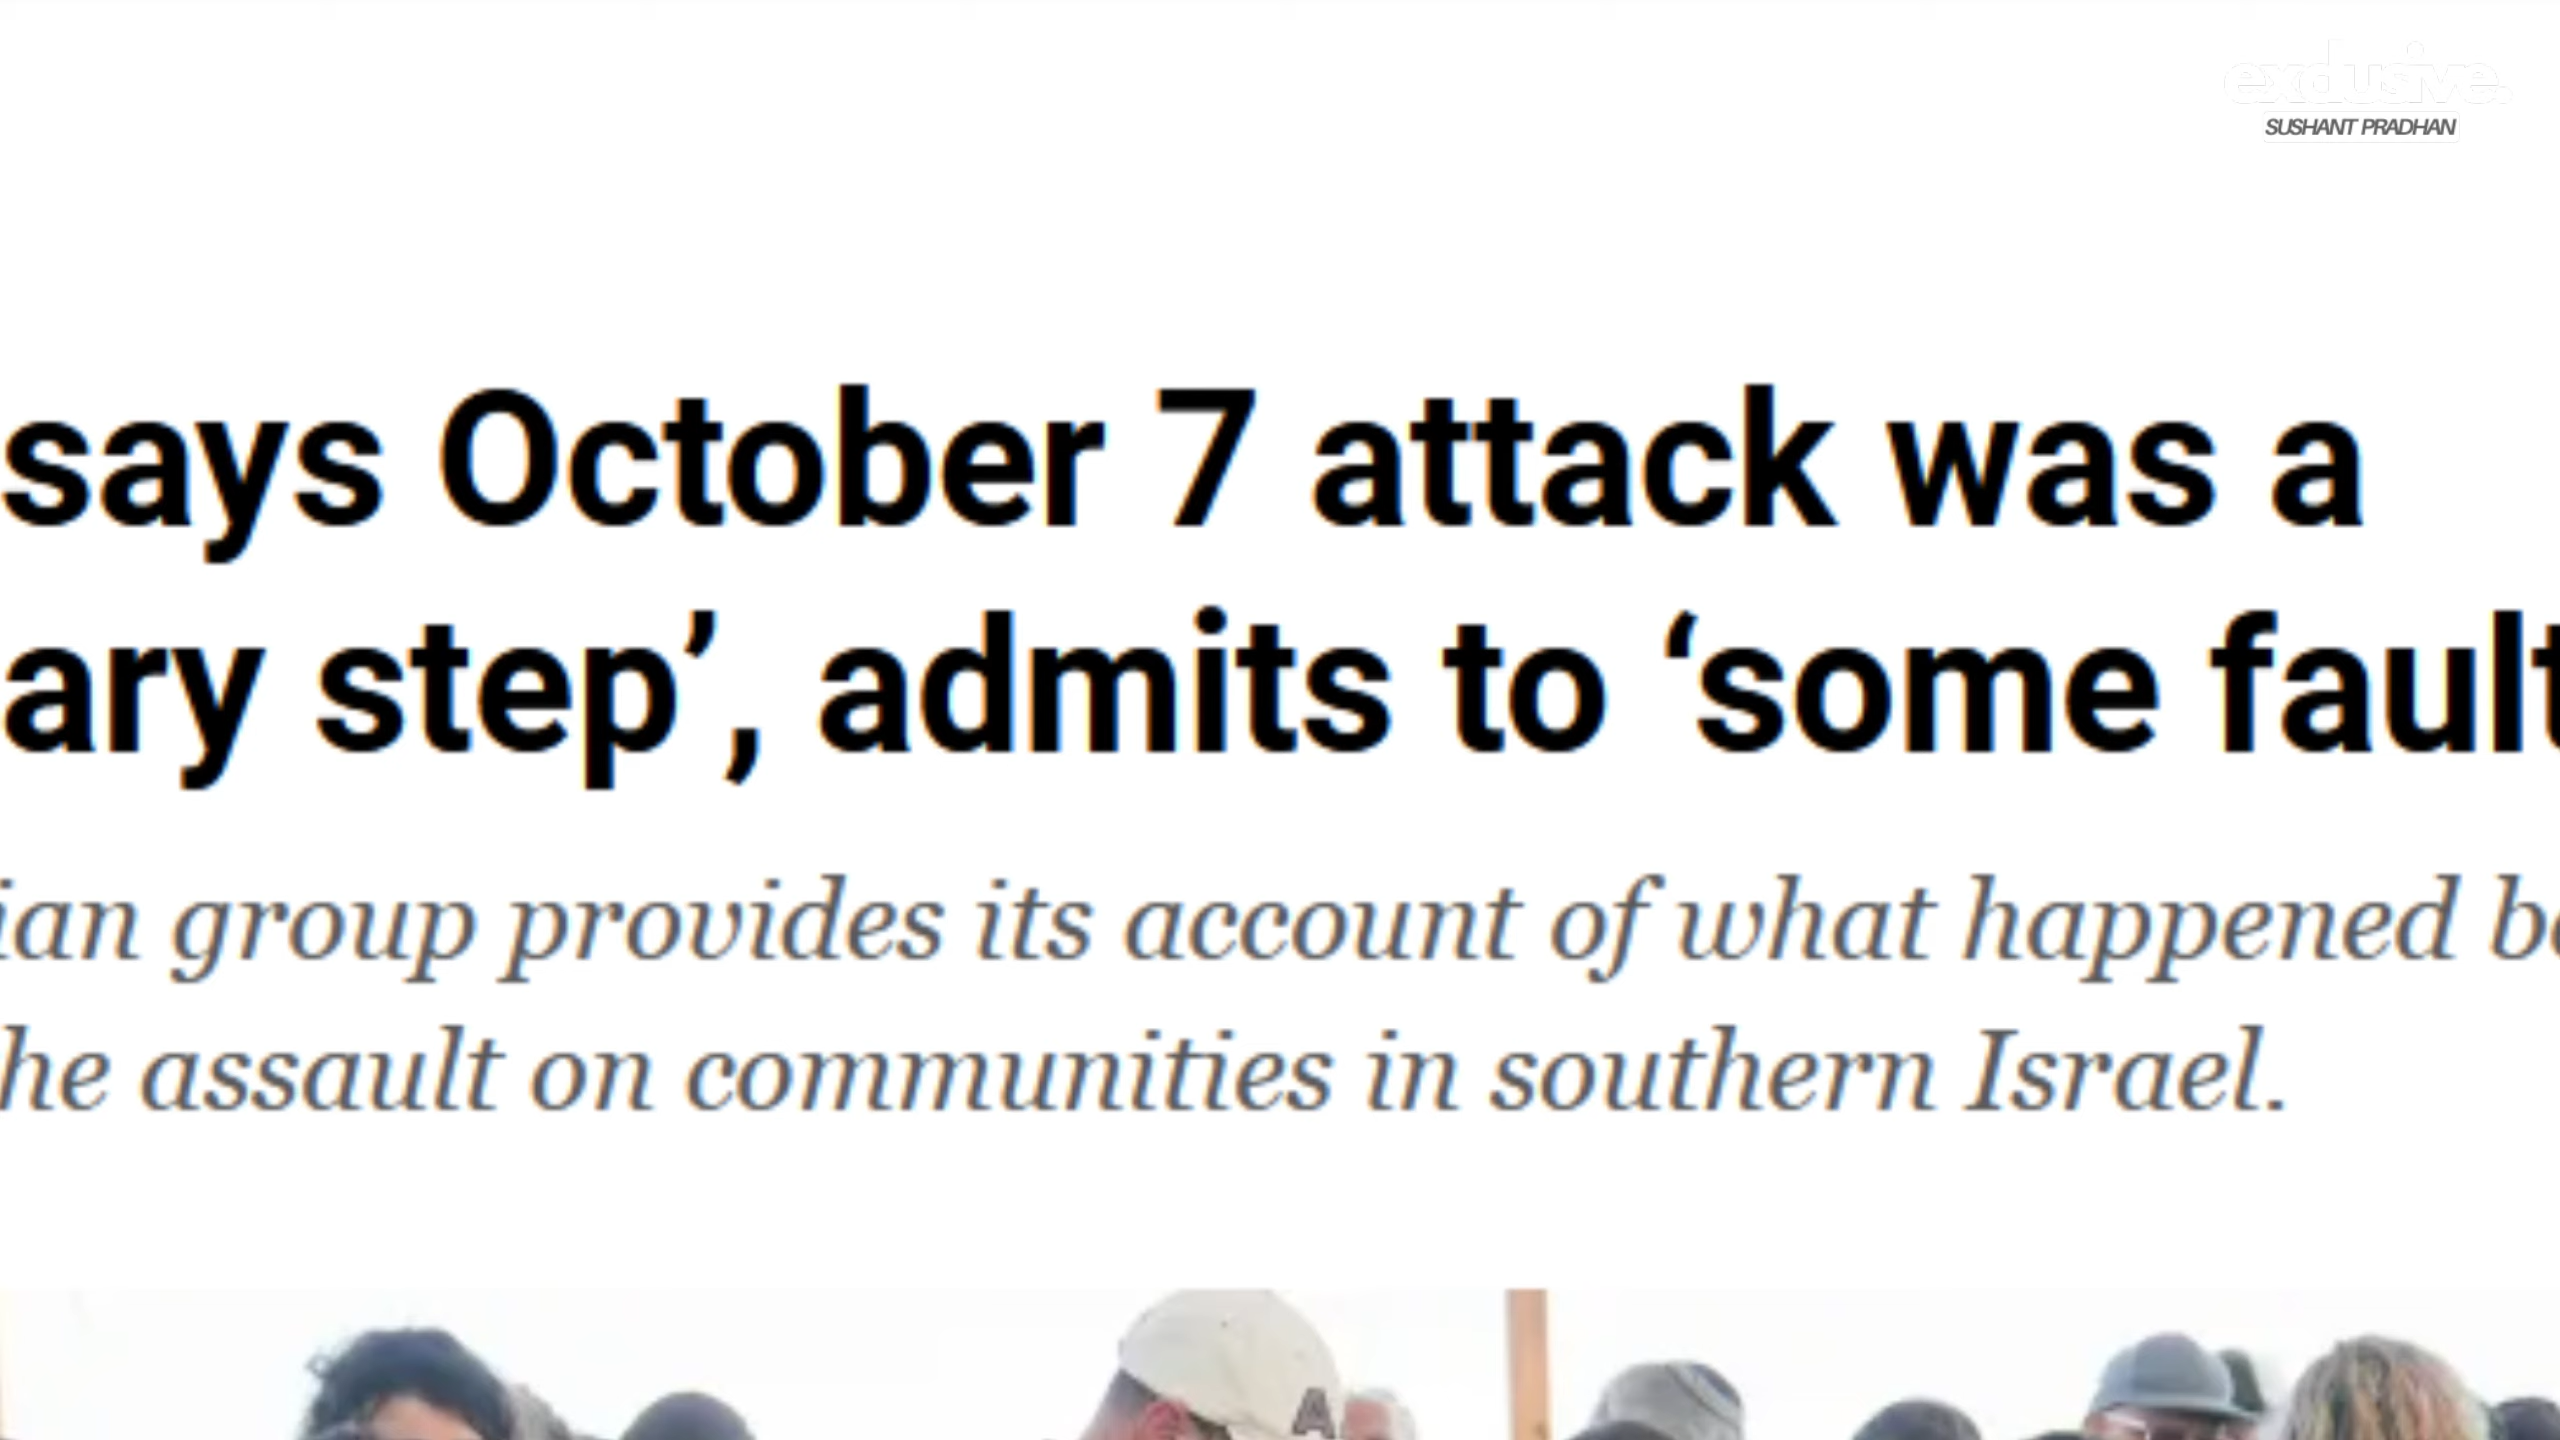 exclusive.
SUSHANT PRADHAN
says October 7 attack was a
ary step’, admits to ‘some fault
ian group provides its account of what happened be
he assault on communities in southern Israel.
A